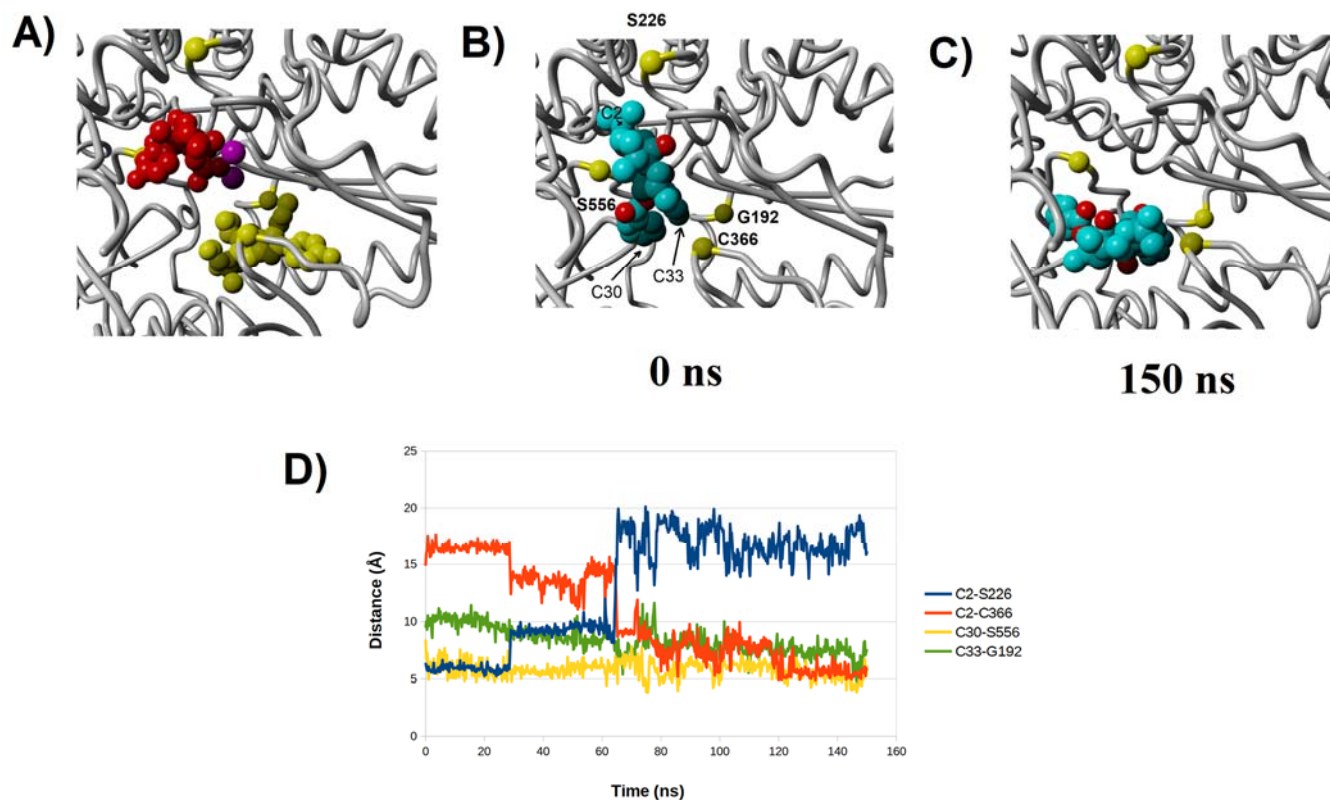 A)
B)
S226
C2
S556
G192
C366
C33
C30
C)
0 ns
150 ns
D)
25
20
15
10
5
0
Distance (Å)
0 20 40 60 80 100 120 140 160
Time (ns)
C2-S226
C2-C366
C30-S556
C33-G192